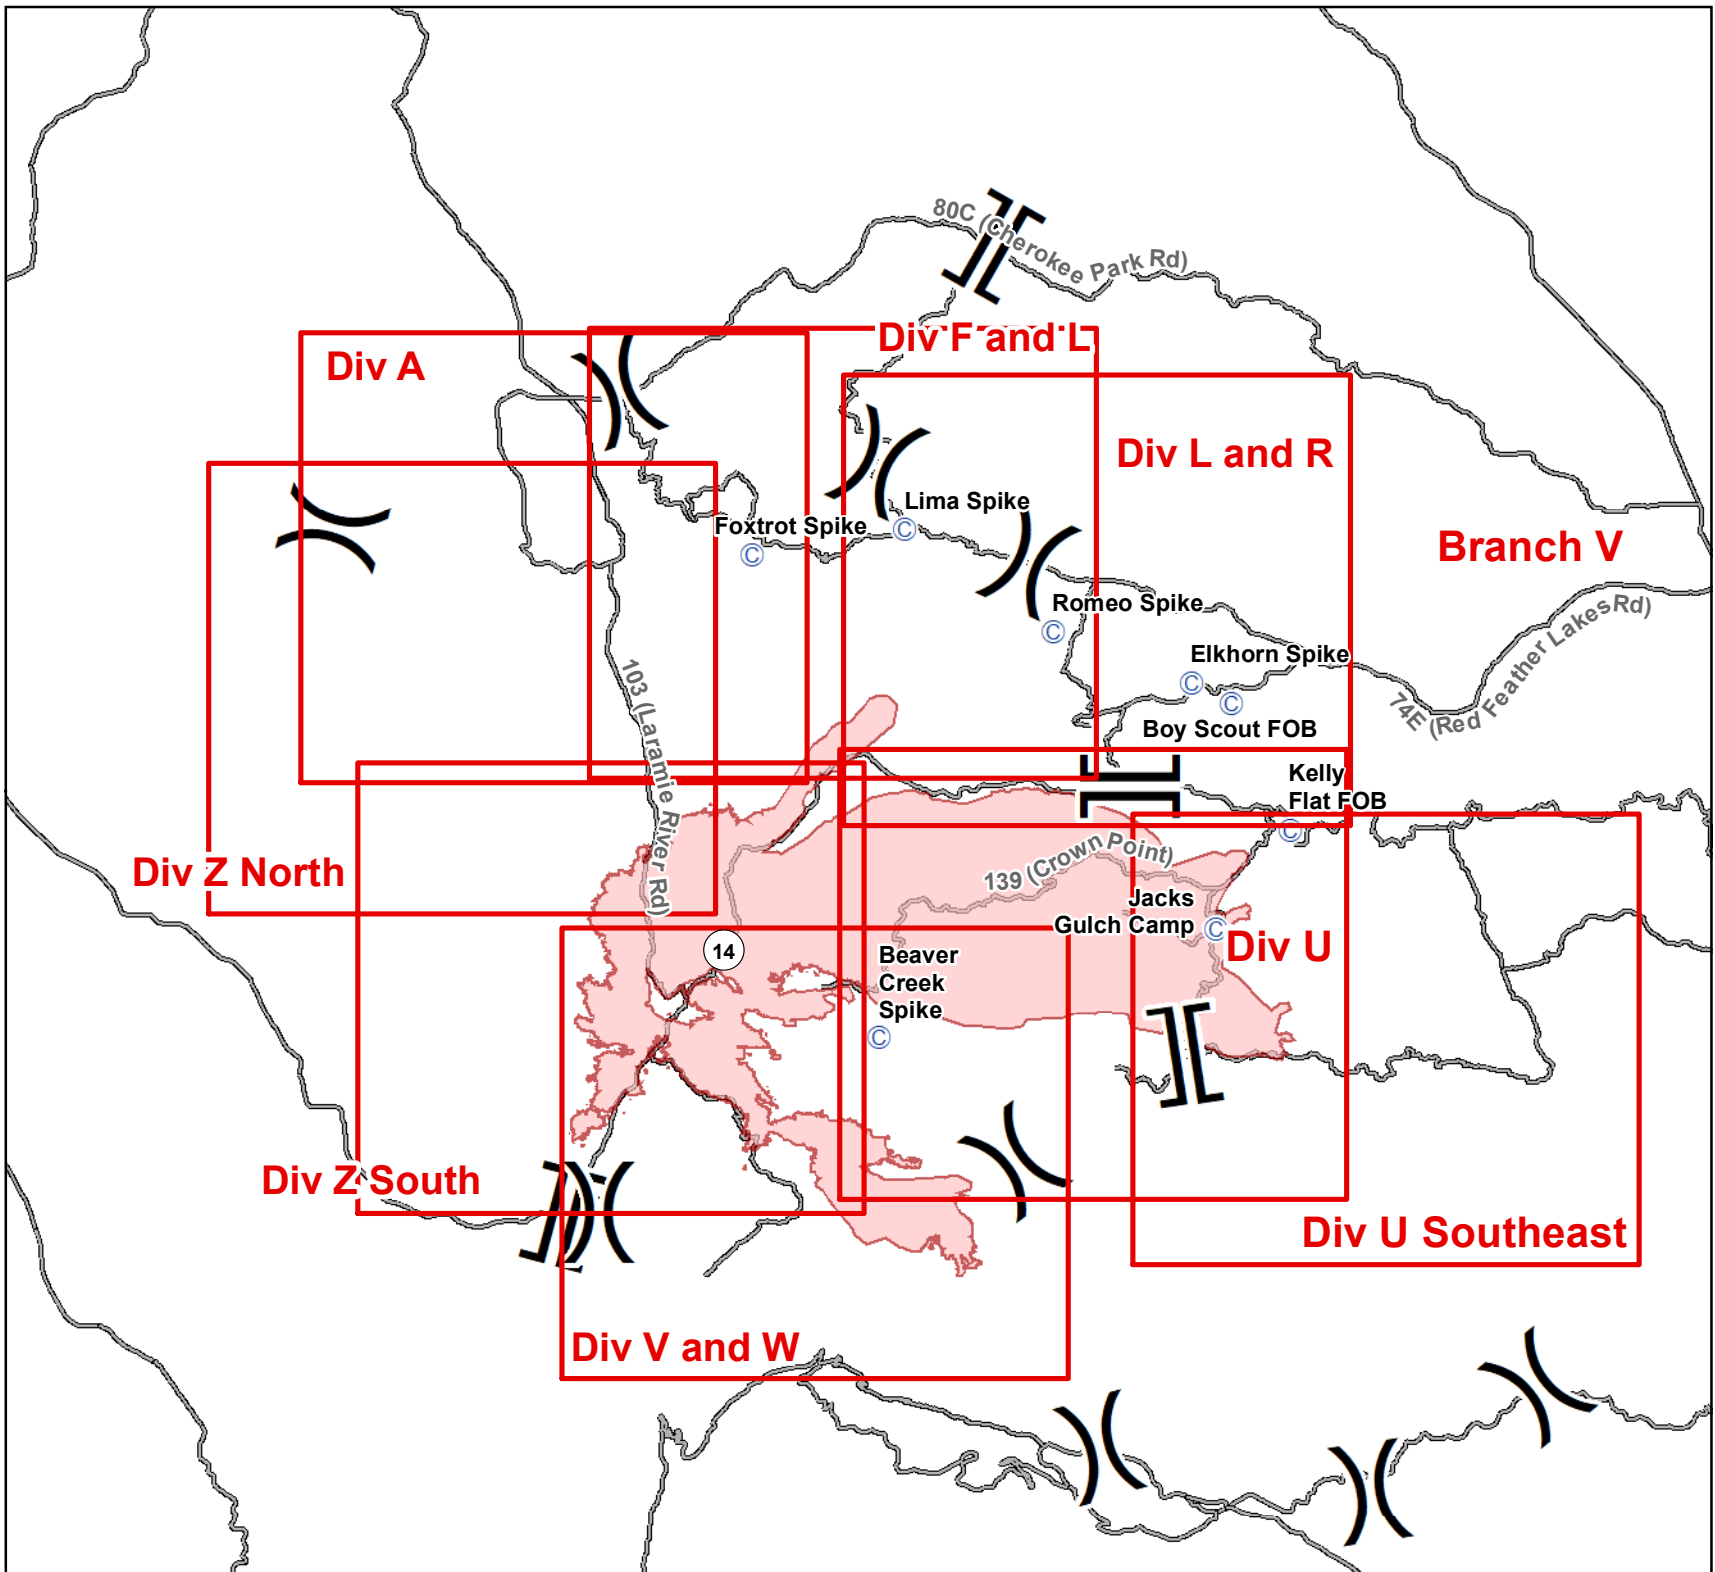 80C (Cherokee Park Rd)
Div F and L
Div A
Div L and R
Lima Spike
Foxtrot Spike
Branch V
Romeo Spike
74E (Red Feather Lakes Rd)
Elkhorn Spike
103 (Laramie River Rd)
Boy Scout FOB
Kelly
Flat FOB
139 (Crown Point)
Div Z North
Jacks
Gulch Camp
Div U
14
Beaver
Creek
Spike
Div Z South
Div U Southeast
Div V and W
C
C
C
C
C
C
C
C